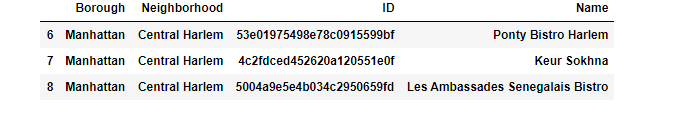 Borough Neighborhood ID Name
6 Manhattan Central Harlem 53e01975498e78c0915599bf Ponty Bistro Harlem
7 Manhattan Central Harlem 4c2fdced452620a120551e0f Keur Sokhna
8 Manhattan Central Harlem 5004a9e5e4b034c2950659fd Les Ambassades Senegalais Bistro